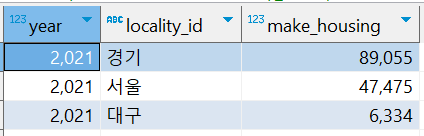 123 year ABC locality_id 123 make_housing
2,021 경기 89,055
2,021 서울 47,475
2,021 대구 6,334